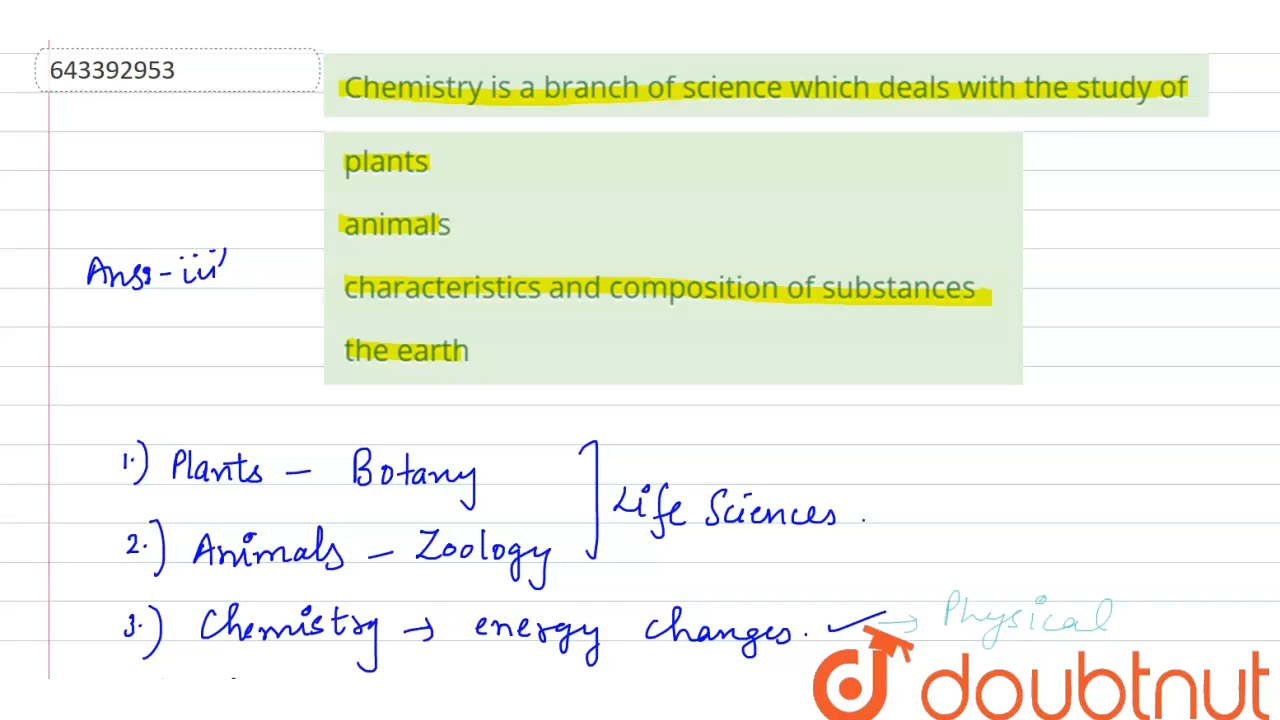 643392953
Chemistry is a branch of science which deals with the study of
plants
animals
Ans:- iii)
characteristics and composition of substances
the earth
1.) Plants - Botany
2.) Animals - Zoology
Life Sciences.
3.) Chemistry → energy changes. ✓ → Physical
doubtnut